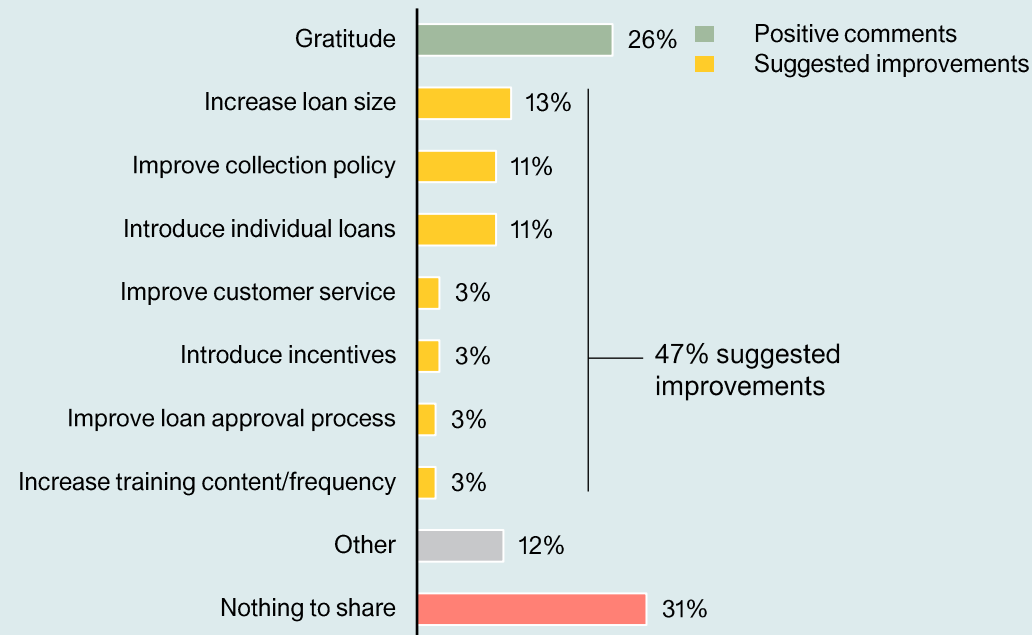 Gratitude 26%
Positive comments
Suggested improvements
Increase loan size 13%
Improve collection policy 11%
Introduce individual loans 11%
Improve customer service 3%
Introduce incentives 3%
47% suggested
improvements
Improve loan approval process 3%
Increase training content/frequency 3%
Other 12%
Nothing to share 31%